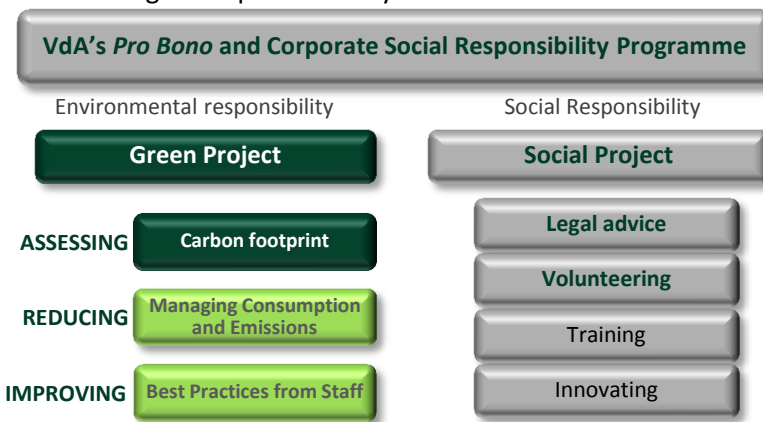 VdA's Pro Bono and Corporate Social Responsibility Programme
Environmental responsibility
Green Project
ASSESSING Carbon footprint
REDUCING Managing Consumption
and Emissions
IMPROVING Best Practices from Staff
Social Responsibility
Social Project
Legal advice
Volunteering
Training
Innovating